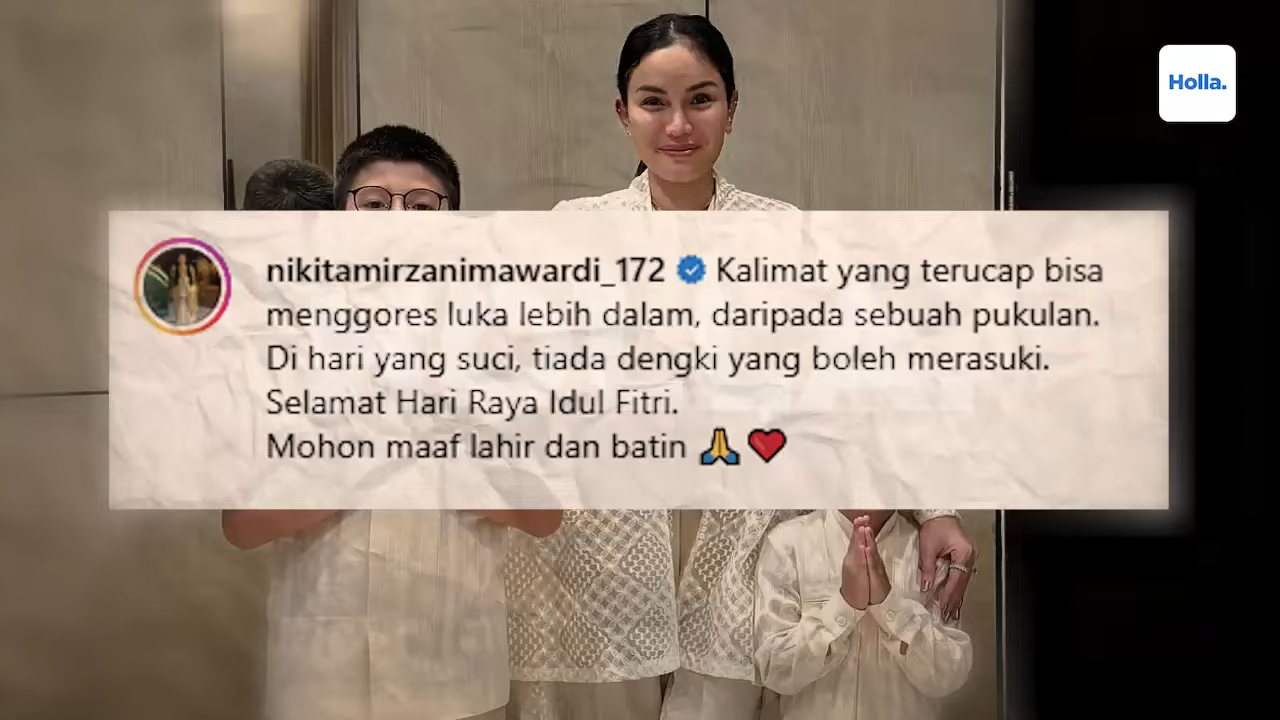 Holla.
nikitamirzanimawardi_172 Kalimat yang terucap bisa
menggores luka lebih dalam, daripada sebuah pukulan.
Di hari yang suci, tiada dengki yang boleh merasuki.
Selamat Hari Raya Idul Fitri.
Mohon maaf lahir dan batin 🙏❤️